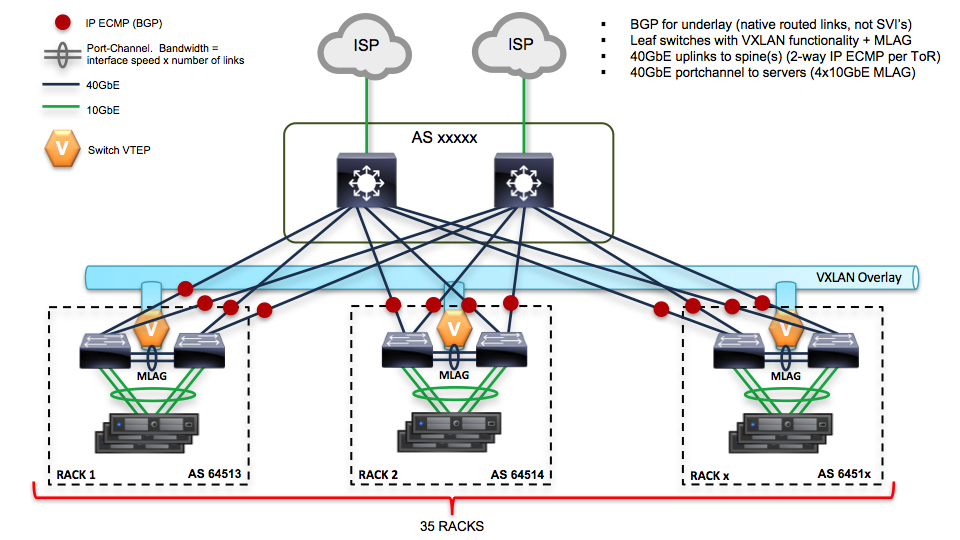 IP ECMP (BGP)
Port-Channel. Bandwidth =
interface speed x number of links
40GbE
10GbE
V
Switch VTEP
ISP
ISP
▪ BGP for underlay (native routed links, not SVI's)
▪ Leaf switches with VXLAN functionality + MLAG
▪ 40GbE uplinks to spine(s) (2-way IP ECMP per ToR)
▪ 40GbE portchannel to servers (4x10GbE MLAG)
AS xxxxx
VXLAN Overlay
V
V
V
MLAG
MLAG
MLAG
RACK 1
AS 64513
RACK 2
AS 64514
RACK x
AS 6451x
35 RACKS